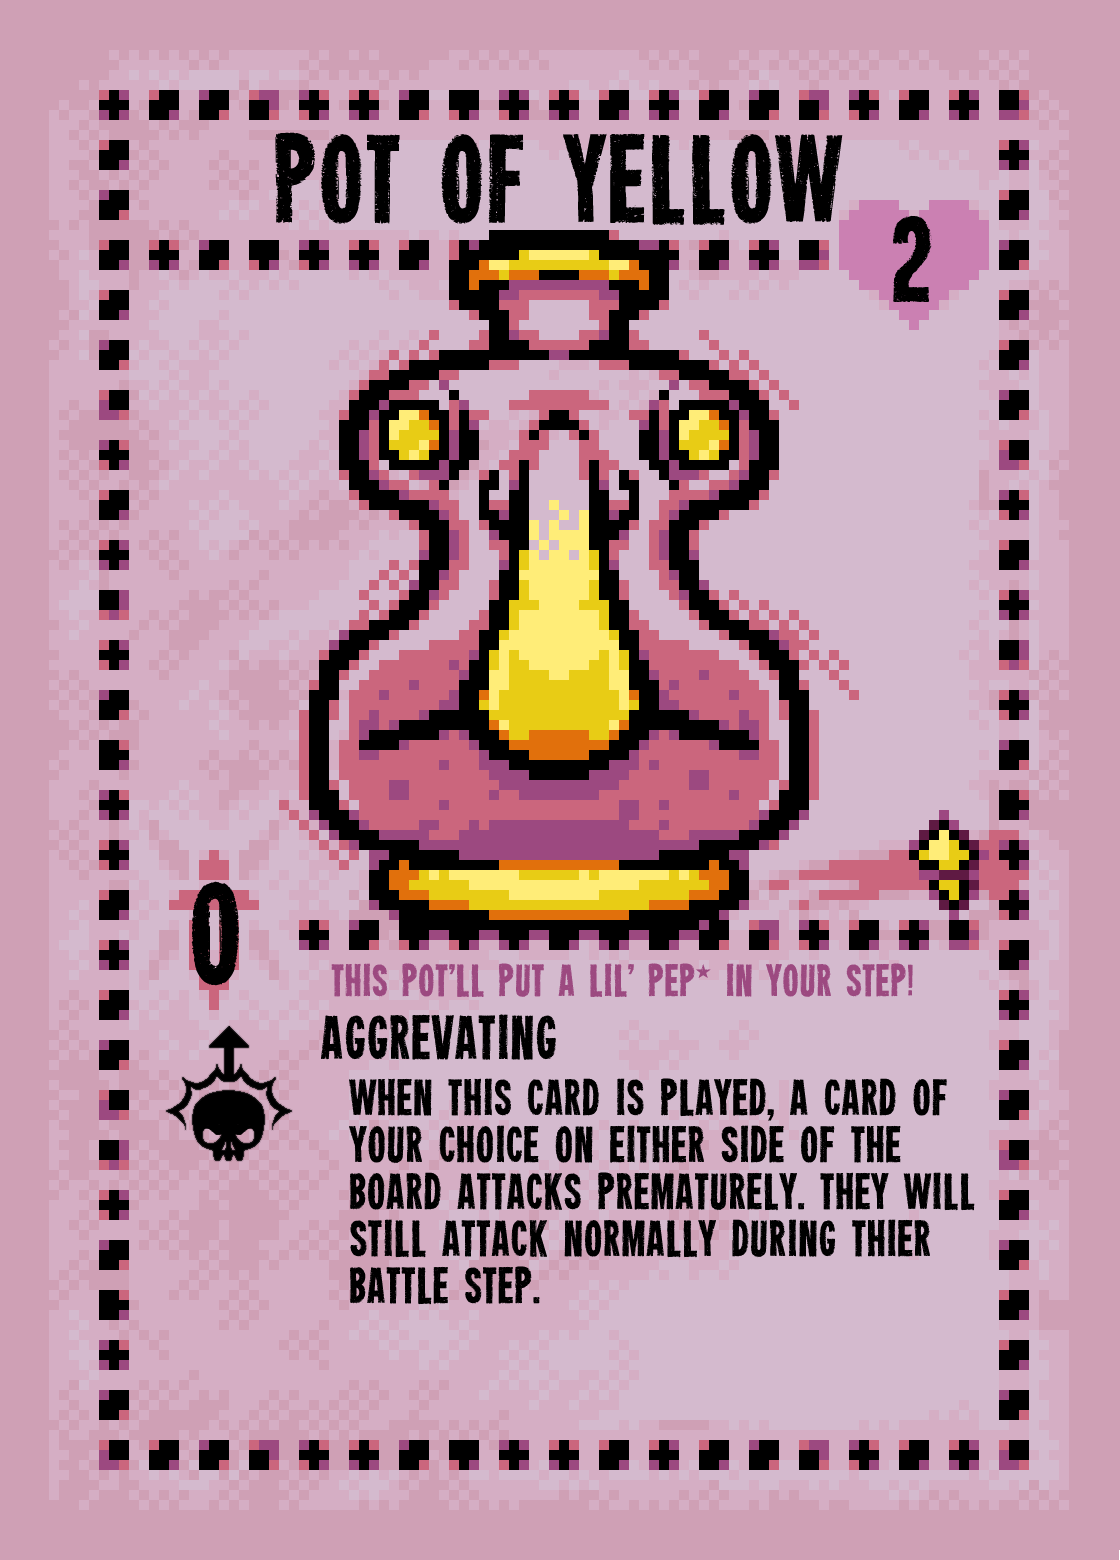 POT OF YELLOW
2
0
THIS POT'LL PUT A LIL' PEP★ IN YOUR STEP!
AGGREVATING
WHEN THIS CARD IS PLAYED, A CARD OF
YOUR CHOICE ON EITHER SIDE OF THE
BOARD ATTACKS PREMATURELY. THEY WILL
STILL ATTACK NORMALLY DURING THIER
BATTLE STEP.